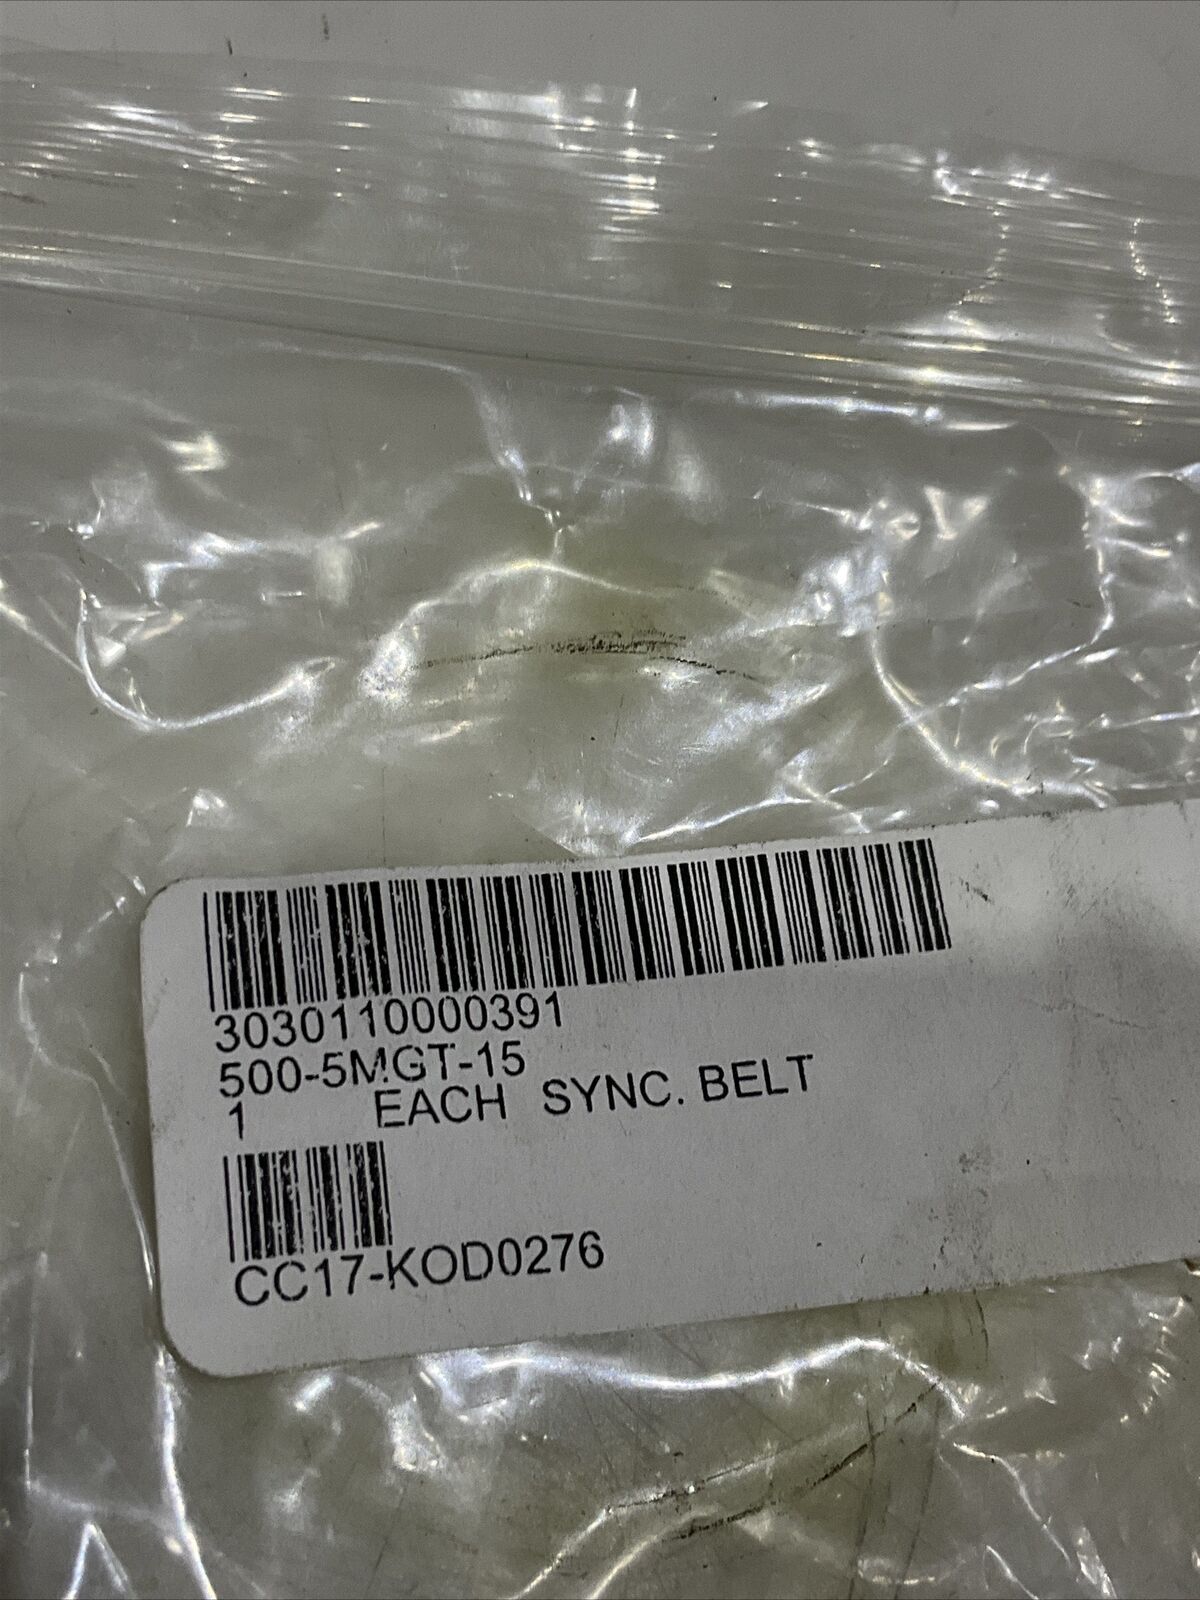 3030110000391
500-5MGT-15
1 EACH SYNC. BELT
CC17-KOD0276